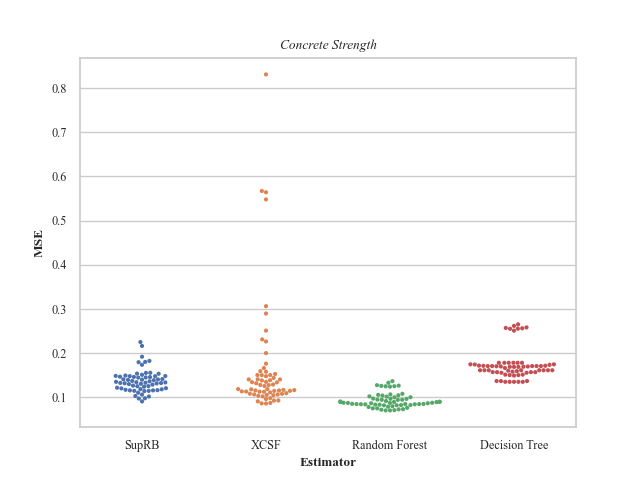 Concrete Strength
0.8
0.7
0.6
0.5
0.4
0.3
0.2
0.1
MSE
SupRB
XCSF
Random Forest
Decision Tree
Estimator